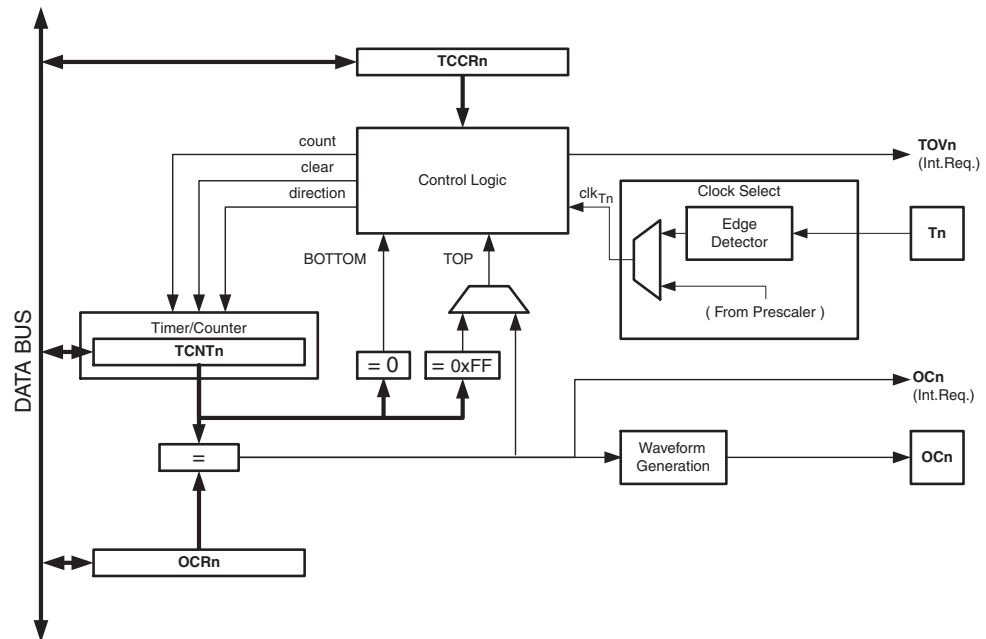 TCCRn
count
clear
direction
Control Logic
TOVn
(Int.Req.)
clkTn
Clock Select
Edge
Detector
Tn
( From Prescaler )
BOTTOM
TOP
DATA BUS
Timer/Counter
TCNTn
= 0
= 0xFF
OCn
(Int.Req.)
=
Waveform
Generation
OCn
OCRn